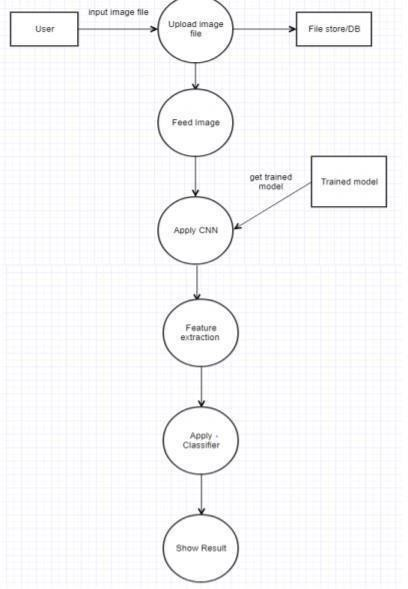 input image file
User
Upload image
file
File store/DB
Feed Image
get trained
model
Trained model
Apply CNN
Feature
extraction
Apply -
Classifier
Show Result